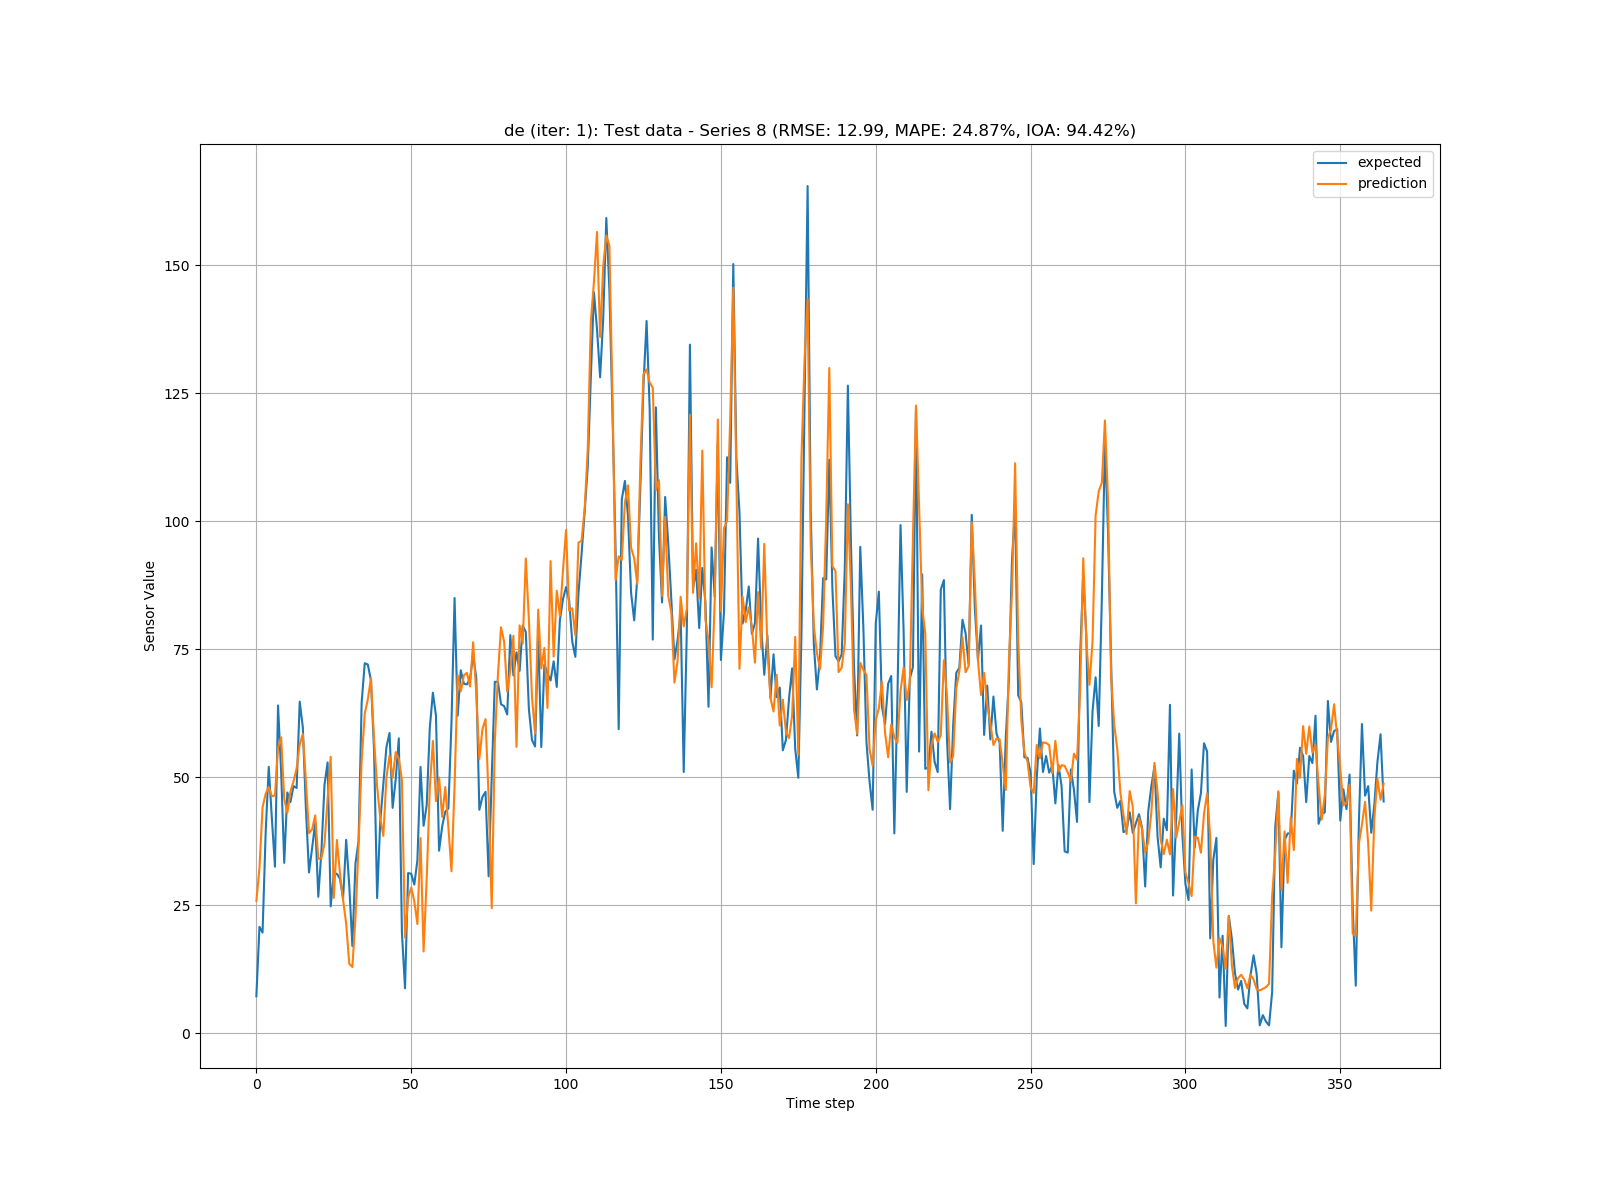 de (iter: 1): Test data - Series 8 (RMSE: 12.99, MAPE: 24.87%, IOA: 94.42%)
expected
prediction
150
125
100
75
50
25
0
Sensor Value
0 50 100 150 200 250 300 350
Time step